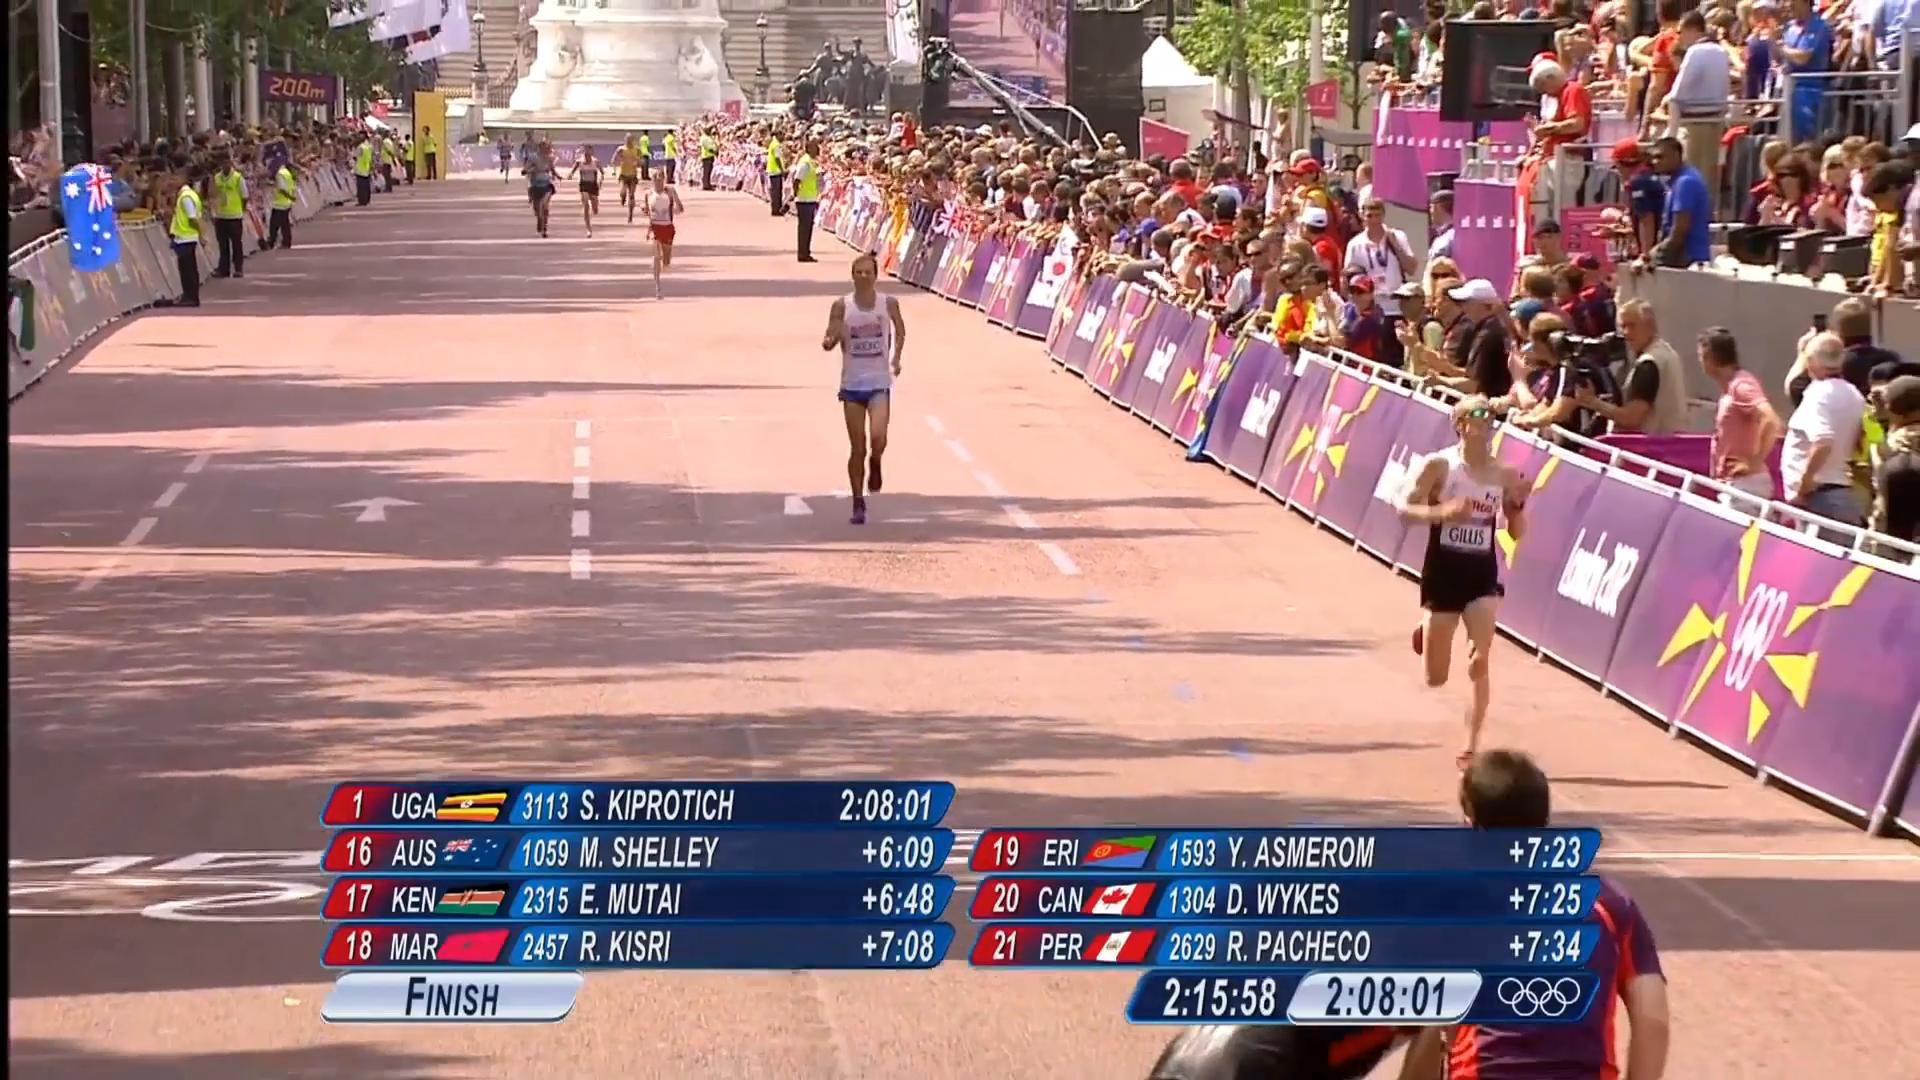 200m
GILLIS
London 2012
1 UGA 3113 S. KIPROTICH 2:08:01
16 AUS 1059 M. SHELLEY +6:09
17 KEN 2315 E. MUTAI +6:48
18 MAR 2457 R. KISRI +7:08
19 ERI 1593 Y. ASMEROM +7:23
20 CAN 1304 D. WYKES +7:25
21 PER 2629 R. PACHECO +7:34
FINISH
2:15:58 2:08:01